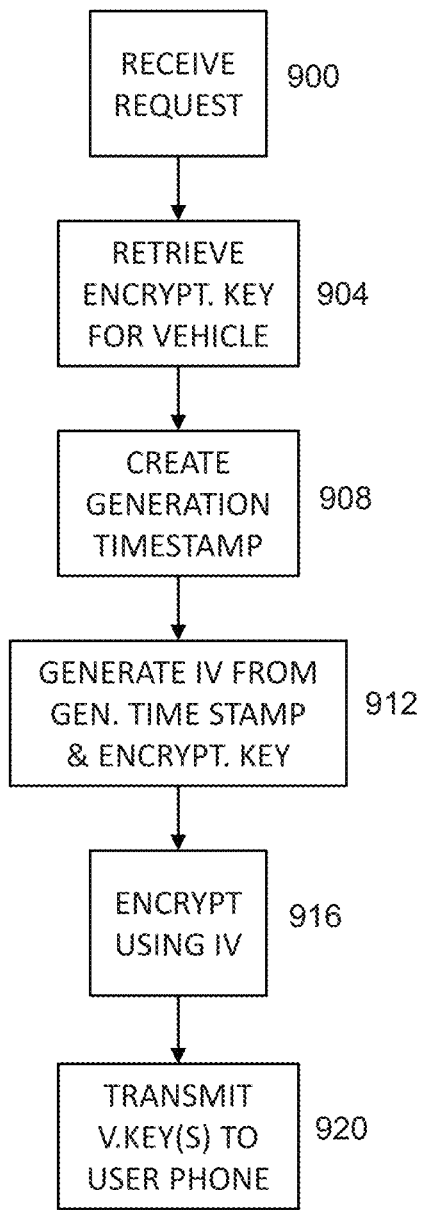 RECEIVE
REQUEST
900
RETRIEVE
ENCRYPT. KEY
FOR VEHICLE
904
CREATE
GENERATION
TIMESTAMP
908
GENERATE IV FROM
GEN. TIME STAMP
& ENCRYPT. KEY
912
ENCRYPT
USING IV
916
TRANSMIT
V.KEY(S) TO
USER PHONE
920